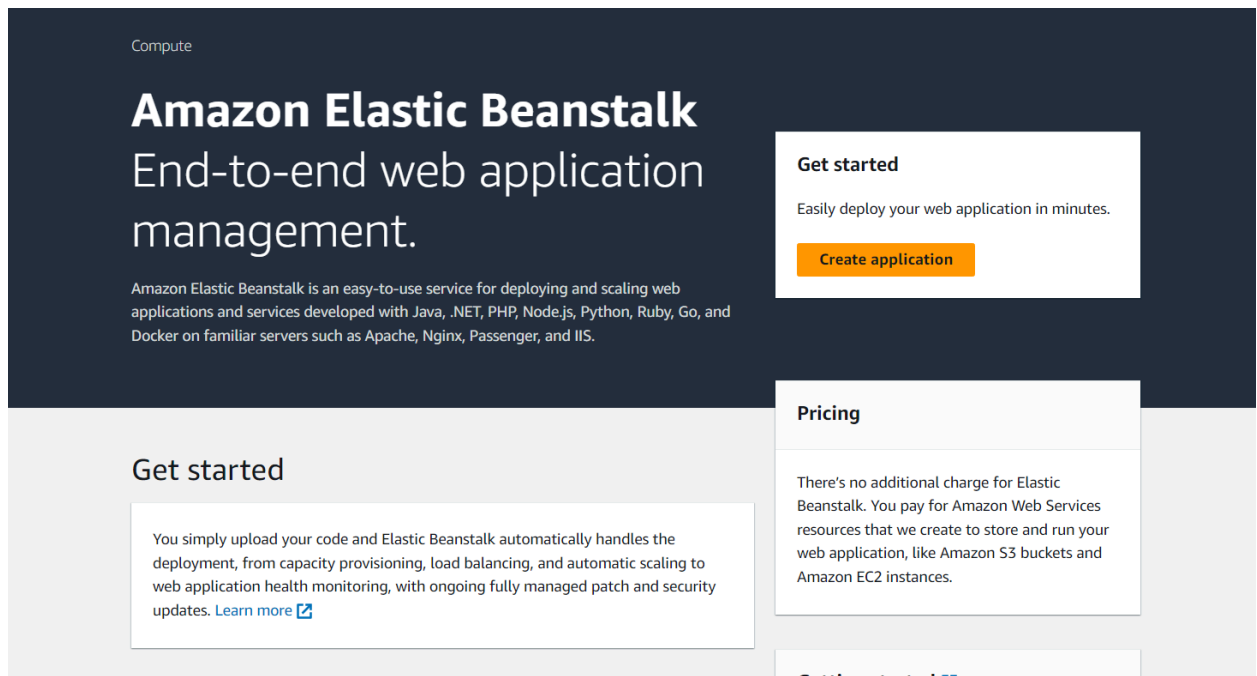 Compute
Amazon Elastic Beanstalk
End-to-end web application
management.
Amazon Elastic Beanstalk is an easy-to-use service for deploying and scaling web
applications and services developed with Java, .NET, PHP, Node.js, Python, Ruby, Go, and
Docker on familiar servers such as Apache, Nginx, Passenger, and IIS.
Get started
Easily deploy your web application in minutes.
Create application
Get started
You simply upload your code and Elastic Beanstalk automatically handles the
deployment, from capacity provisioning, load balancing, and automatic scaling to
web application health monitoring, with ongoing fully managed patch and security
updates. Learn more
Pricing
There’s no additional charge for Elastic
Beanstalk. You pay for Amazon Web Services
resources that we create to store and run your
web application, like Amazon S3 buckets and
Amazon EC2 instances.